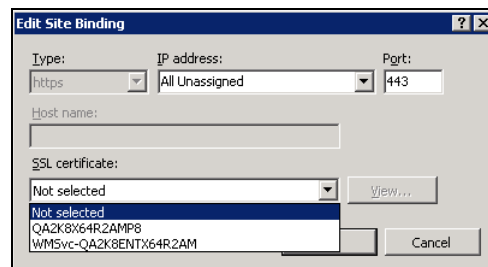 Edit Site Binding
Type:
IP address:
Port:
https
All Unassigned
443
Host name:
SSL certificate:
Not selected
View...
Not selected
QA2K8X64R2AMP8
WMSvc-QA2K8ENTX64R2AM
Cancel